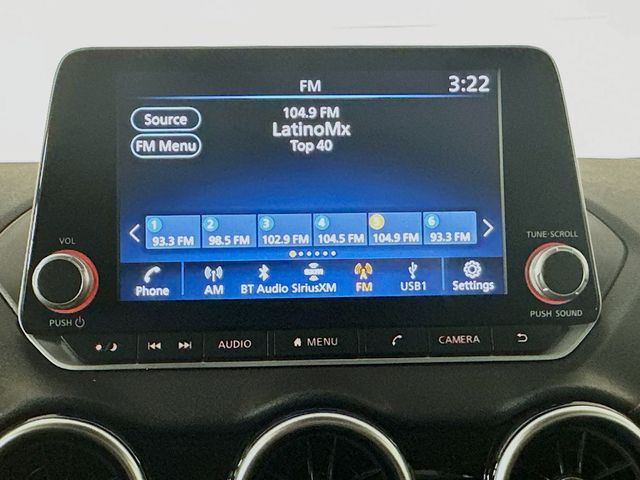 FM
3:22
Source
FM Menu
104.9 FM
LatinoMx
Top 40
1 2 3 4 5 6
93.3 FM 98.5 FM 102.9 FM 104.5 FM 104.9 FM 93.3 FM
Phone AM BT Audio SiriusXM FM USB1 Settings
VOL
PUSH
TUNE·SCROLL
PUSH SOUND
AUDIO MENU CAMERA